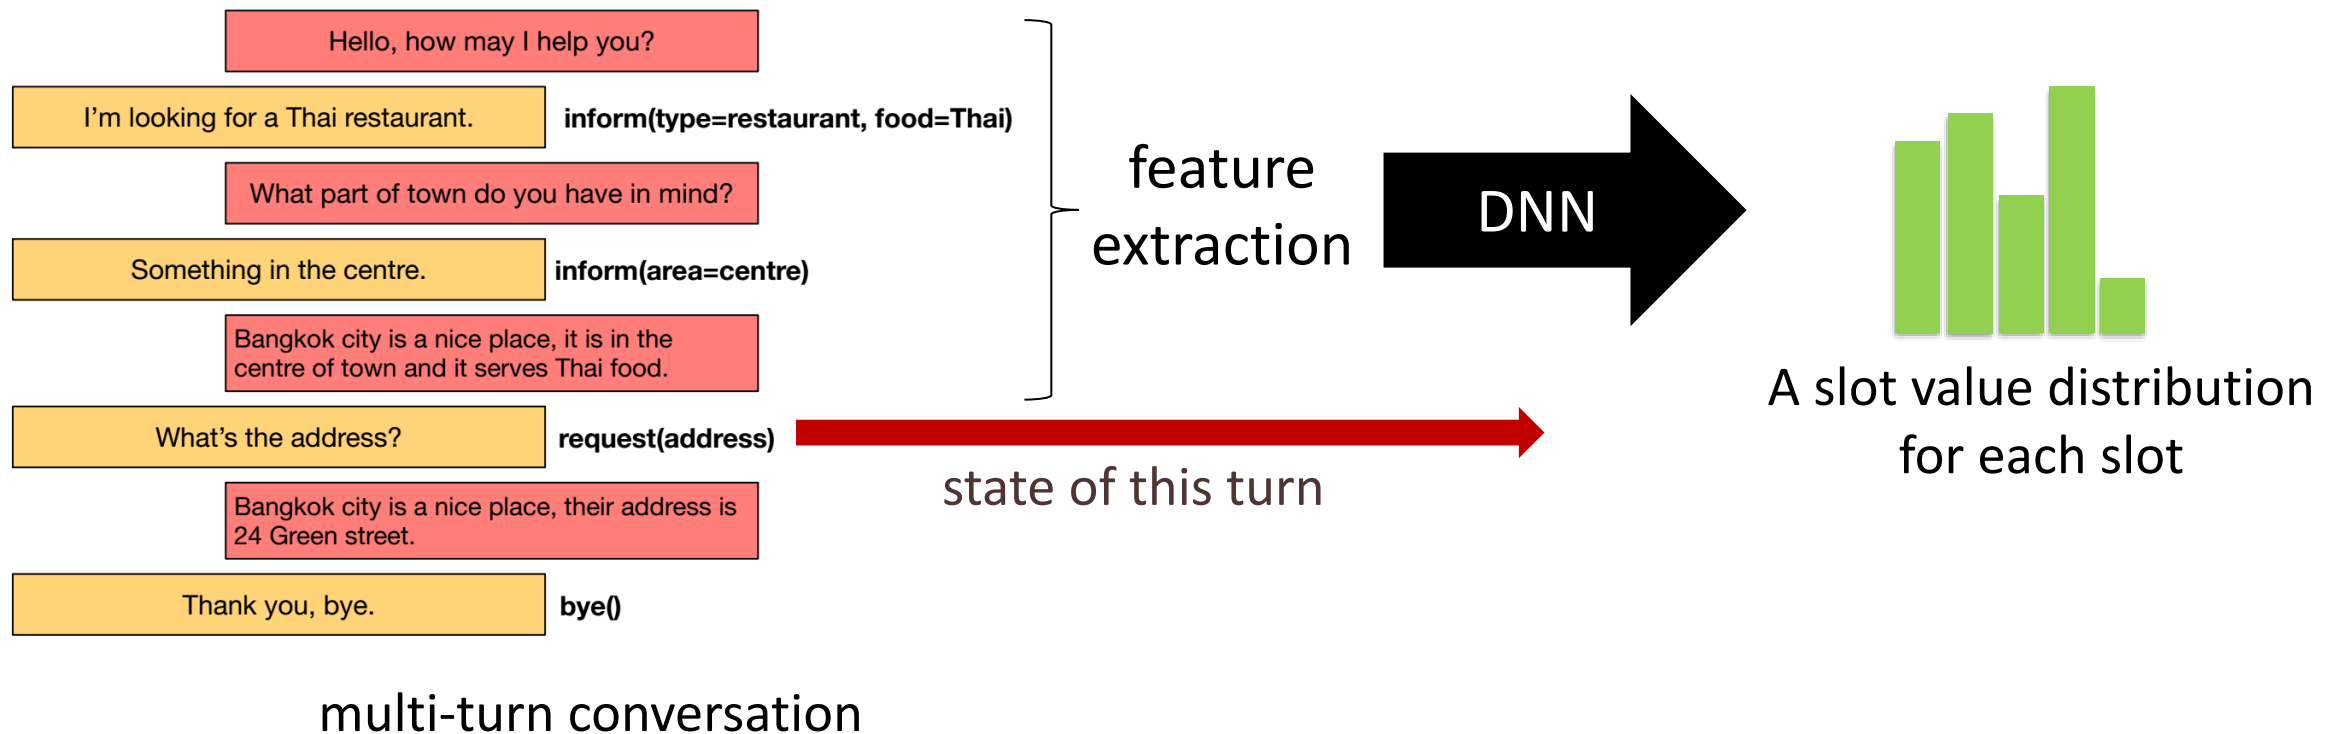 Hello, how may I help you?
I'm looking for a Thai restaurant.
inform(type=restaurant, food=Thai)
What part of town do you have in mind?
Something in the centre.
inform(area=centre)
Bangkok city is a nice place, it is in the
centre of town and it serves Thai food.
What's the address?
request(address)
Bangkok city is a nice place, their address is
24 Green street.
Thank you, bye.
bye()
multi-turn conversation
feature
extraction
DNN
state of this turn
A slot value distribution
for each slot